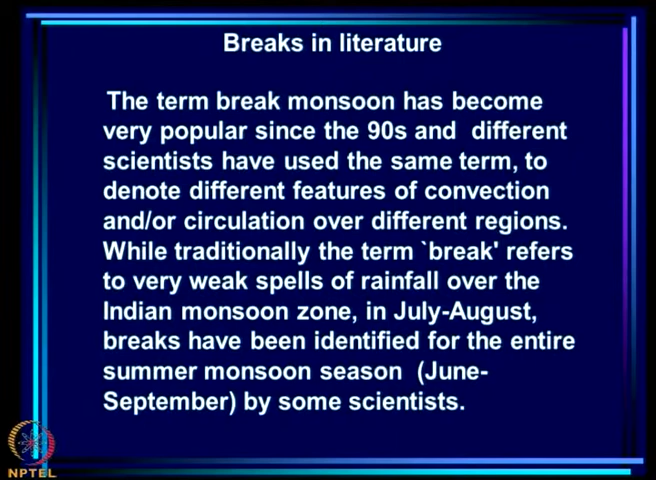 Breaks in literature
The term break monsoon has become
very popular since the 90s and different
scientists have used the same term, to
denote different features of convection
and/or circulation over different regions.
While traditionally the term `break' refers
to very weak spells of rainfall over the
Indian monsoon zone, in July-August,
breaks have been identified for the entire
summer monsoon season (June-
September) by some scientists.
NPTEL